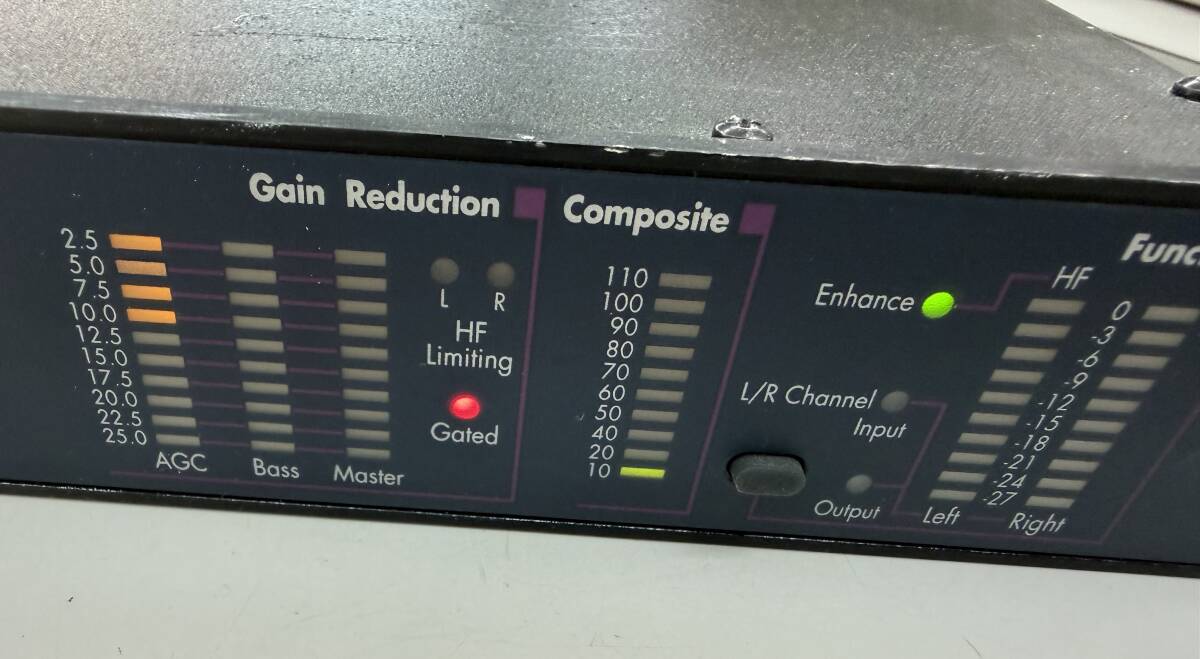 Gain Reduction
2.5
5.0
7.5
10.0
12.5
15.0
17.5
20.0
22.5
25.0
AGC
Bass
Master
L R
HF
Limiting
Gated
Composite
110
100
90
80
70
60
50
40
20
10
Enhance
L/R Channel
Input
Output
HF
0
-3
-6
-9
-12
-15
-18
-21
-24
-27
Left
Right